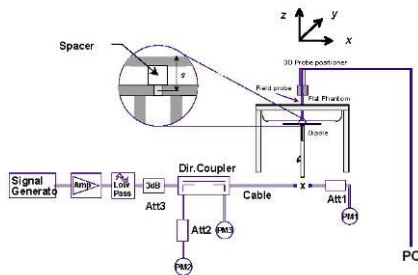 z
y
x
Spacer
s
3D Probe positioner
Field probe
Flat Phantom
Dipole
Signal
Generato
Amp
Low
Pass
3dB
Att3
Dir.Coupler
Cable
x
Att1
PM1
Att2
PM3
PM2
PC